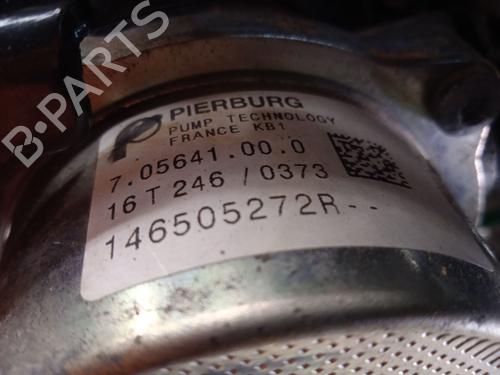 B-PARTS
PIERBURG
PUMP TECHNOLOGY
FRANCE KB1
7.05641.00.0
16 T 246 / 0373
146505272R--